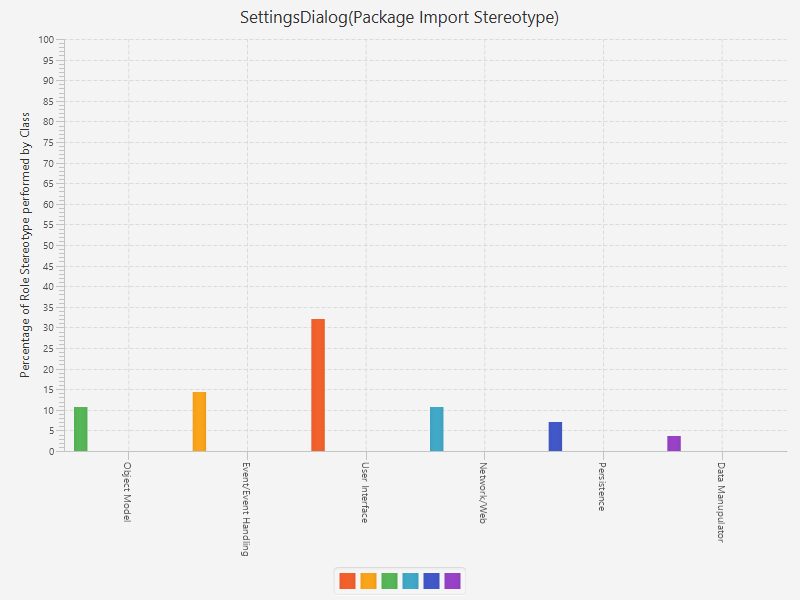 SettingsDialog(Package Import Stereotype)
Percentage of Role Stereotype performed by Class
100
95
90
85
80
75
70
65
60
55
50
45
40
35
30
25
20
15
10
5
0
Object Model
Event/Event Handling
User Interface
Network/Web
Persistence
Data Manupulator